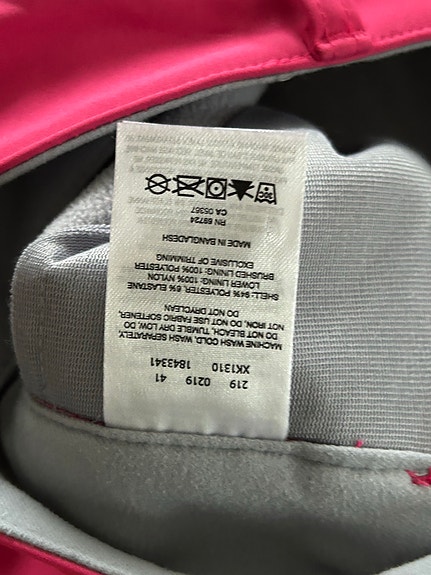 219 0219 41
XK1310 1843341
MACHINE WASH COLD, WASH SEPARATELY,
DO NOT BLEACH, TUMBLE DRY LOW, DO
NOT IRON, DO NOT USE FABRIC SOFTENER,
DO NOT DRYCLEAN
SHELL: 94% POLYESTER, 6% ELASTANE
LOWER LINING: 100% NYLON
BRUSHED LINING: 100% POLYESTER
EXCLUSIVE OF TRIMMING
MADE IN BANGLADESH
RN 69724
CA 05367